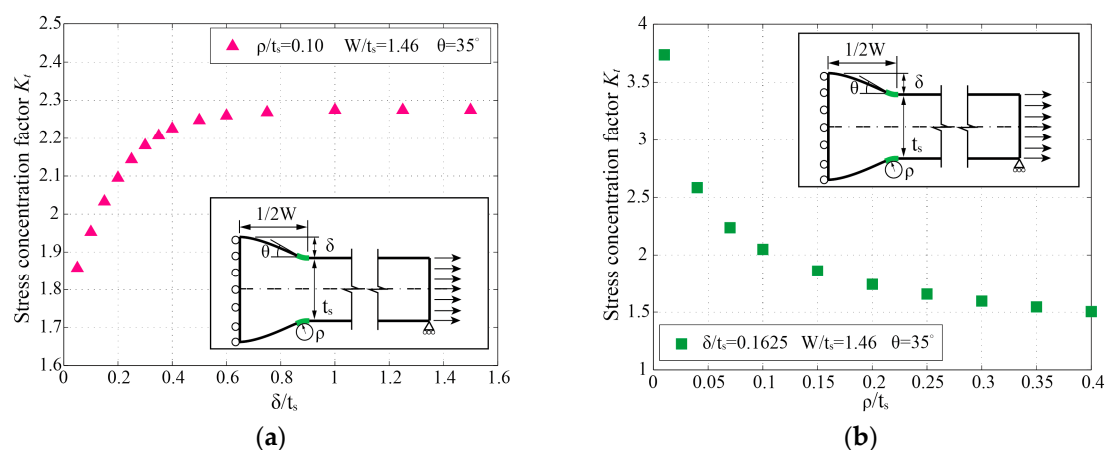 Stress concentration factor Kt
2.5
2.4
2.3
2.2
2.1
2.0
1.9
1.8
1.7
1.6
ρ/ts=0.10 W/ts=1.46 θ=35°
1/2W
δ
θ
ts
ρ
0
0.2
0.4
0.6
0.8
1
1.2
1.4
1.6
δ/ts
(a)
Stress concentration factor Kt
4
3.5
3
2.5
2
1.5
1
1/2W
δ
θ
ts
ρ
δ/ts=0.1625 W/ts=1.46 θ=35°
0
0.05
0.1
0.15
0.2
0.25
0.3
0.35
0.4
ρ/ts
(b)